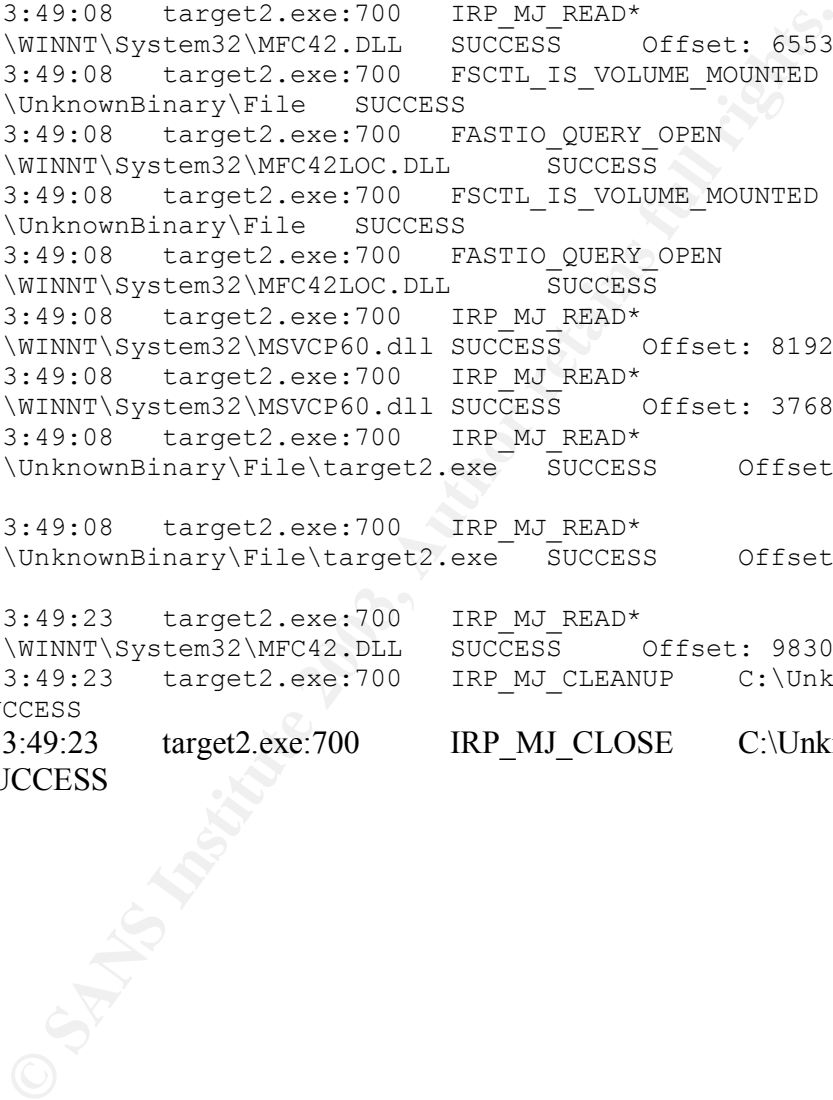 3:49:08 target2.exe:700 IRP_MJ_READ*
\WINNT\System32\MFC42.DLL SUCCESS Offset: 6553
3:49:08 target2.exe:700 FSCTL_IS_VOLUME_MOUNTED
\UnknownBinary\File SUCCESS
3:49:08 target2.exe:700 FASTIO_QUERY_OPEN
\WINNT\System32\MFC42LOC.DLL SUCCESS
3:49:08 target2.exe:700 FSCTL_IS_VOLUME_MOUNTED
\UnknownBinary\File SUCCESS
3:49:08 target2.exe:700 FASTIO_QUERY_OPEN
\WINNT\System32\MFC42LOC.DLL SUCCESS
3:49:08 target2.exe:700 IRP_MJ_READ*
\WINNT\System32\MSVCP60.dll SUCCESS Offset: 8192
3:49:08 target2.exe:700 IRP_MJ_READ*
\WINNT\System32\MSVCP60.dll SUCCESS Offset: 3768
3:49:08 target2.exe:700 IRP_MJ_READ*
\UnknownBinary\File\target2.exe SUCCESS Offset
3:49:08 target2.exe:700 IRP_MJ_READ*
\UnknownBinary\File\target2.exe SUCCESS Offset
3:49:23 target2.exe:700 IRP_MJ_READ*
\WINNT\System32\MFC42.DLL SUCCESS Offset: 9830
3:49:23 target2.exe:700 IRP_MJ_CLEANUP C:\Unk
CCESS
3:49:23 target2.exe:700 IRP_MJ_CLOSE C:\Unk
UCCESS
© SANS Institute 2003, Author retains full rights.